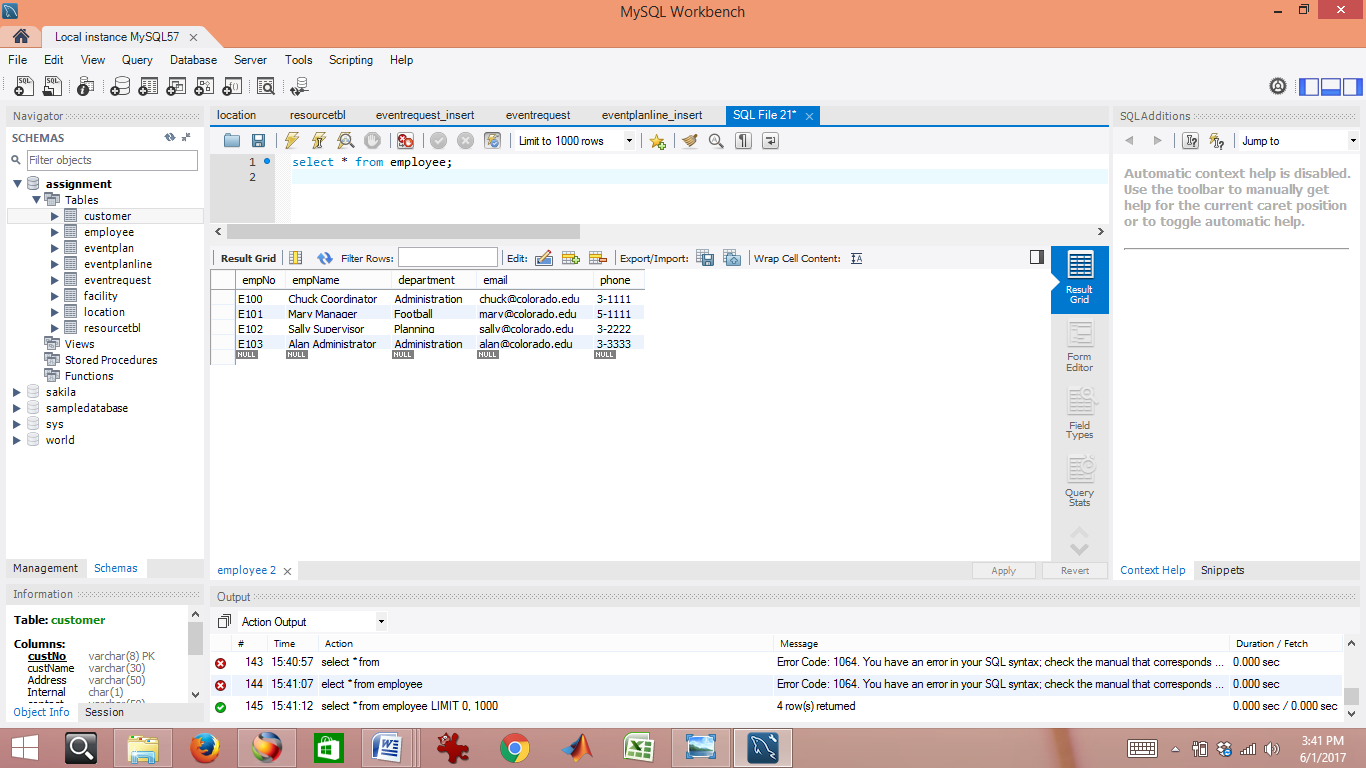 MySQL Workbench
Local instance MySQL57
File Edit View Query Database Server Tools Scripting Help
Navigator
SCHEMAS
Filter objects
assignment
Tables
customer
employee
eventplan
eventplanline
eventrequest
facility
location
resourcetbl
Views
Stored Procedures
Functions
sakila
sampledatabase
sys
world
Management Schemas
Information
Table: customer
Columns:
custNo varchar(8) PK
custName varchar(30)
Address varchar(50)
Internal char(1)
Object Info Session
location resourcetbl eventrequest_insert eventrequest eventplanline_insert SQL File 21*
Limit to 1000 rows
1 select * from employee;
2
Result Grid Filter Rows: Edit: Export/Import: Wrap Cell Content:
empNo empName department email phone
E100 Chuck Coordinator Administration chuck@colorado.edu 3-1111
E101 Mary Manager Football mary@colorado.edu 5-1111
E102 Sally Supervisor Planning sally@colorado.edu 3-2222
E103 Alan Administrator Administration alan@colorado.edu 3-3333
NULL NULL NULL NULL NULL
Result
Grid
Form
Editor
Field
Types
Query
Stats
employee 2
Apply Revert
SQLAdditions
Jump to
Automatic context help is disabled.
Use the toolbar to manually get
help for the current caret position
or to toggle automatic help.
Context Help Snippets
Output
Action Output
# Time Action Message Duration / Fetch
143 15:40:57 select * from Error Code: 1064. You have an error in your SQL syntax; check the manual that corresponds ... 0.000 sec
144 15:41:07 elect * from employee Error Code: 1064. You have an error in your SQL syntax; check the manual that corresponds ... 0.000 sec
145 15:41:12 select * from employee LIMIT 0, 1000 4 row(s) returned 0.000 sec / 0.000 sec
3:41 PM
6/1/2017